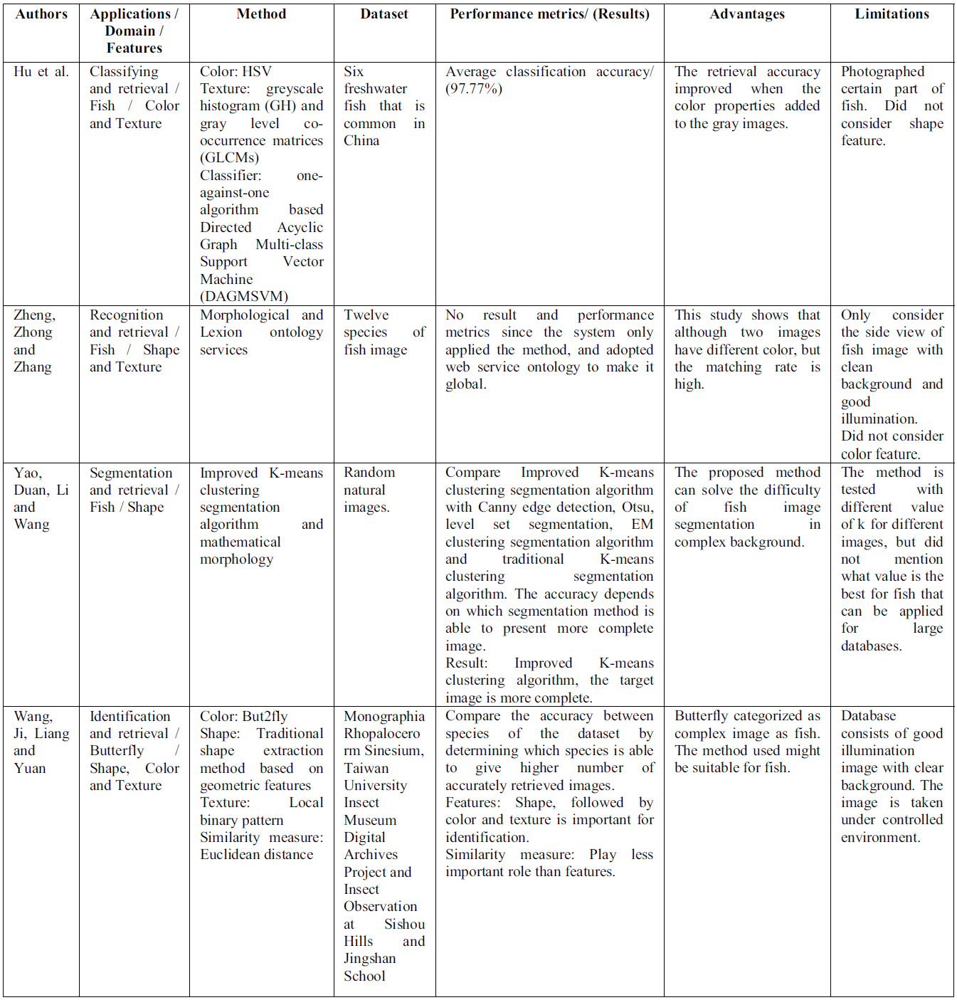 Authors
Applications /
Domain /
Features
Method
Dataset
Performance metrics/ (Results)
Advantages
Limitations
Hu et al.
Classifying
and retrieval /
Fish / Color
and Texture
Color: HSV
Texture: greyscale
histogram (GH) and
gray level co-
occurrence matrices
(GLCMs)
Classifier: one-
against-one
algorithm based
Directed Acyclic
Graph Multi-class
Support Vector
Machine
(DAGMSVM)
Six
freshwater
fish that is
common in
China
Average classification accuracy/
(97.77%)
The retrieval accuracy
improved when the
color properties added
to the gray images.
Photographed
certain part of
fish. Did not
consider shape
feature.
Zheng,
Zhong
and
Zhang
Recognition
and retrieval /
Fish / Shape
and Texture
Morphological and
Lexion ontology
services
Twelve
species of
fish image
No result and performance
metrics since the system only
applied the method, and adopted
web service ontology to make it
global.
This study shows that
although two images
have different color, but
the matching rate is
high.
Only consider
the side view of
fish image with
clean
background and
good
illumination.
Did not consider
color feature.
Yao,
Duan, Li
and
Wang
Segmentation
and retrieval /
Fish / Shape
Improved K-means
clustering
segmentation
algorithm and
mathematical
morphology
Random
natural
images.
Compare Improved K-means
clustering segmentation algorithm
with Canny edge detection, Otsu,
level set segmentation, EM
clustering segmentation algorithm
and traditional K-means
clustering segmentation
algorithm. The accuracy depends
on which segmentation method is
able to present more complete
image.
Result: Improved K-means
clustering algorithm, the target
image is more complete.
The proposed method
can solve the difficulty
of fish image
segmentation in
complex background.
The method is
tested with
different value
of k for different
images, but did
not mention
what value is the
best for fish that
can be applied
for large
databases.
Wang,
Ji, Liang
and
Yuan
Identification
and retrieval /
Butterfly /
Shape, Color
and Texture
Color: But2fly
Shape: Traditional
shape extraction
method based on
geometric features
Texture: Local
binary pattern
Similarity measure:
Euclidean distance
Monographia
Rhopalocero
rm Sinesium,
Taiwan
University
Insect
Museum
Digital
Archives
Project and
Insect
Observation
at Sishou
Hills and
Jingshan
School
Compare the accuracy between
species of the dataset by
determining which species is able
to give higher number of
accurately retrieved images.
Features: Shape, followed by
color and texture is important for
identification.
Similarity measure: Play less
important role than features.
Butterfly categorized as
complex image as fish.
The method used might
be suitable for fish.
Database
consists of good
illumination
image with clear
background. The
image is taken
under controlled
environment.